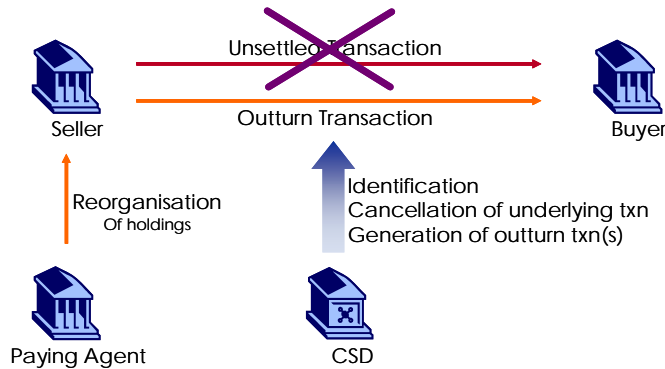 Unsettled Transaction
Seller
Outturn Transaction
Buyer
Reorganisation
Of holdings
Identification
Cancellation of underlying txn
Generation of outturn txn(s)
Paying Agent
CSD